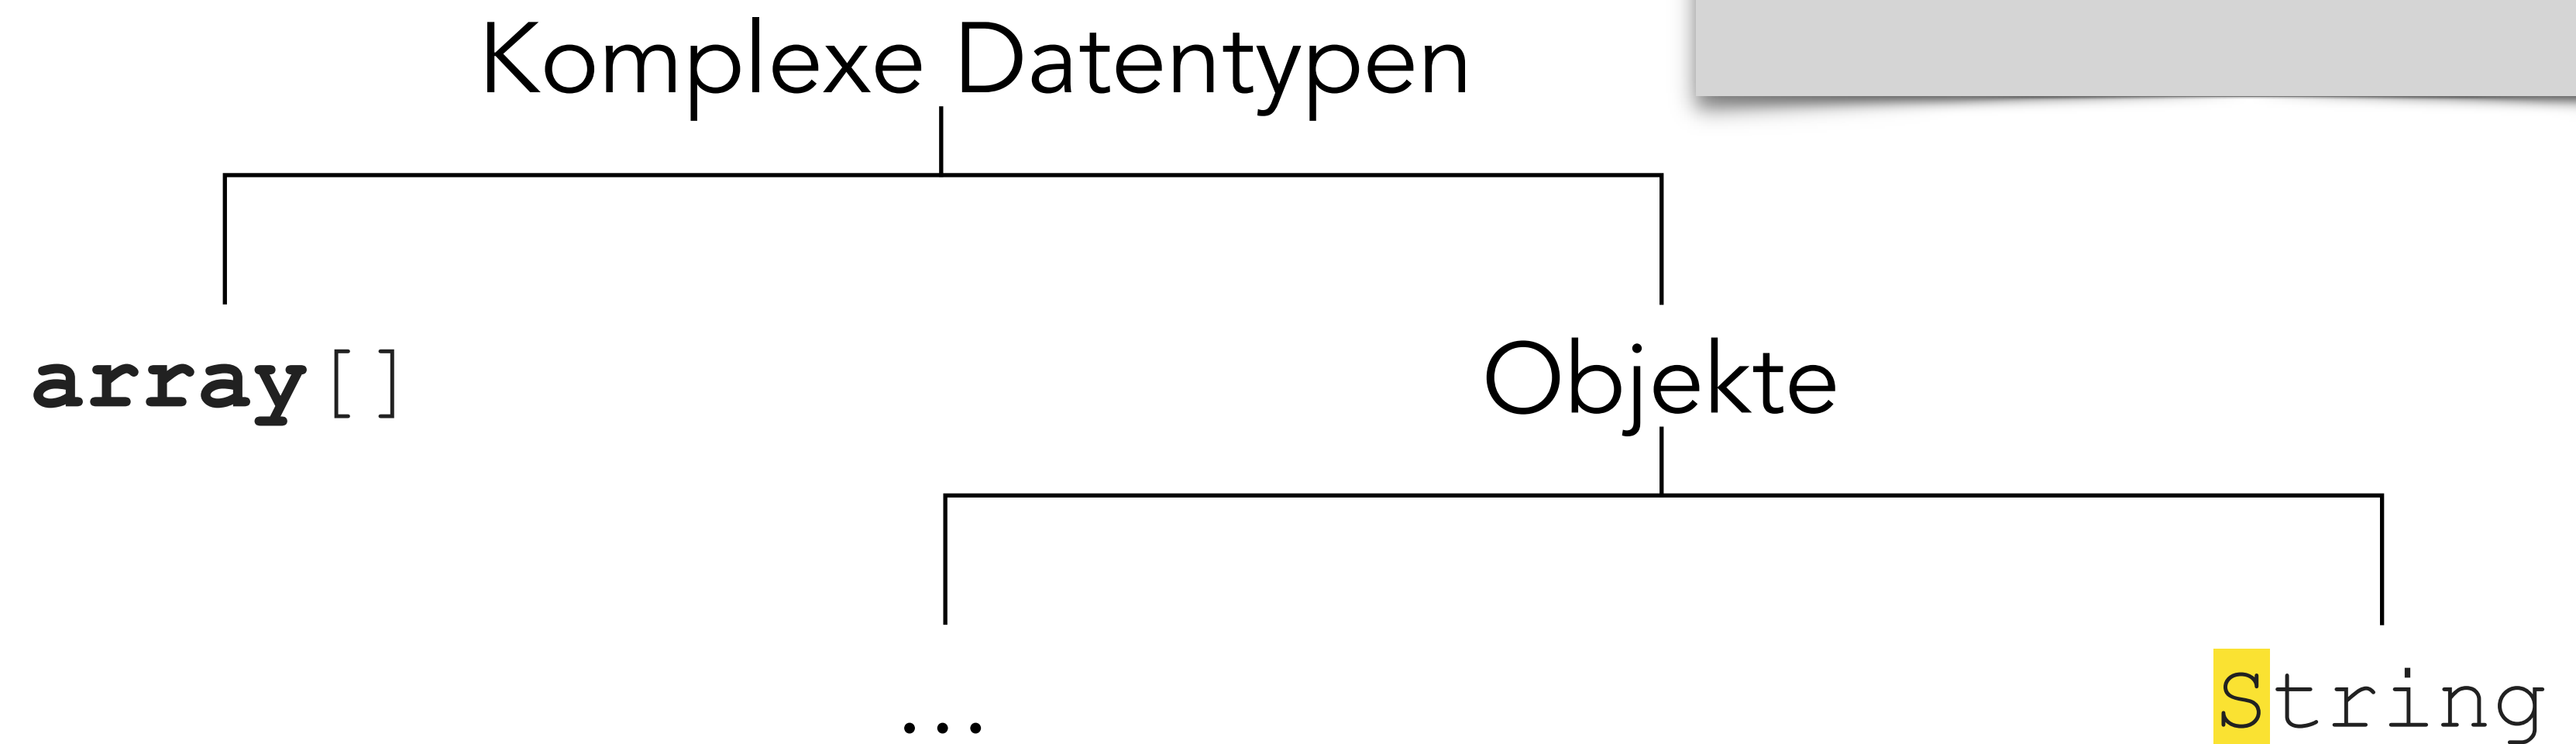 Komplexe Datentypen
array[]
Objekte
...
String